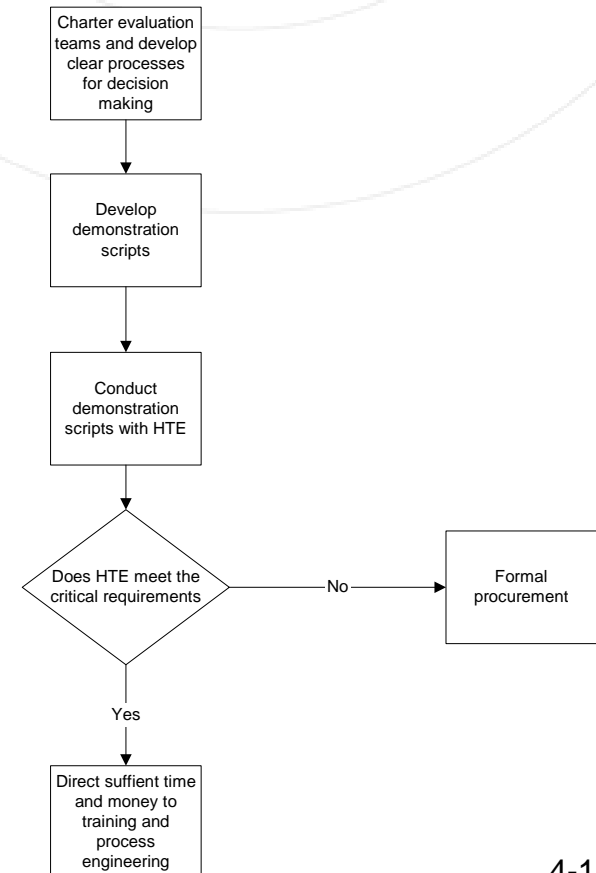 Charter evaluation
teams and develop
clear processes
for decision
making
Develop
demonstration
scripts
Conduct
demonstration
scripts with HTE
Does HTE meet the
critical requirements
No
Formal
procurement
Yes
Direct suffient time
and money to
training and
process
engineering
4-1